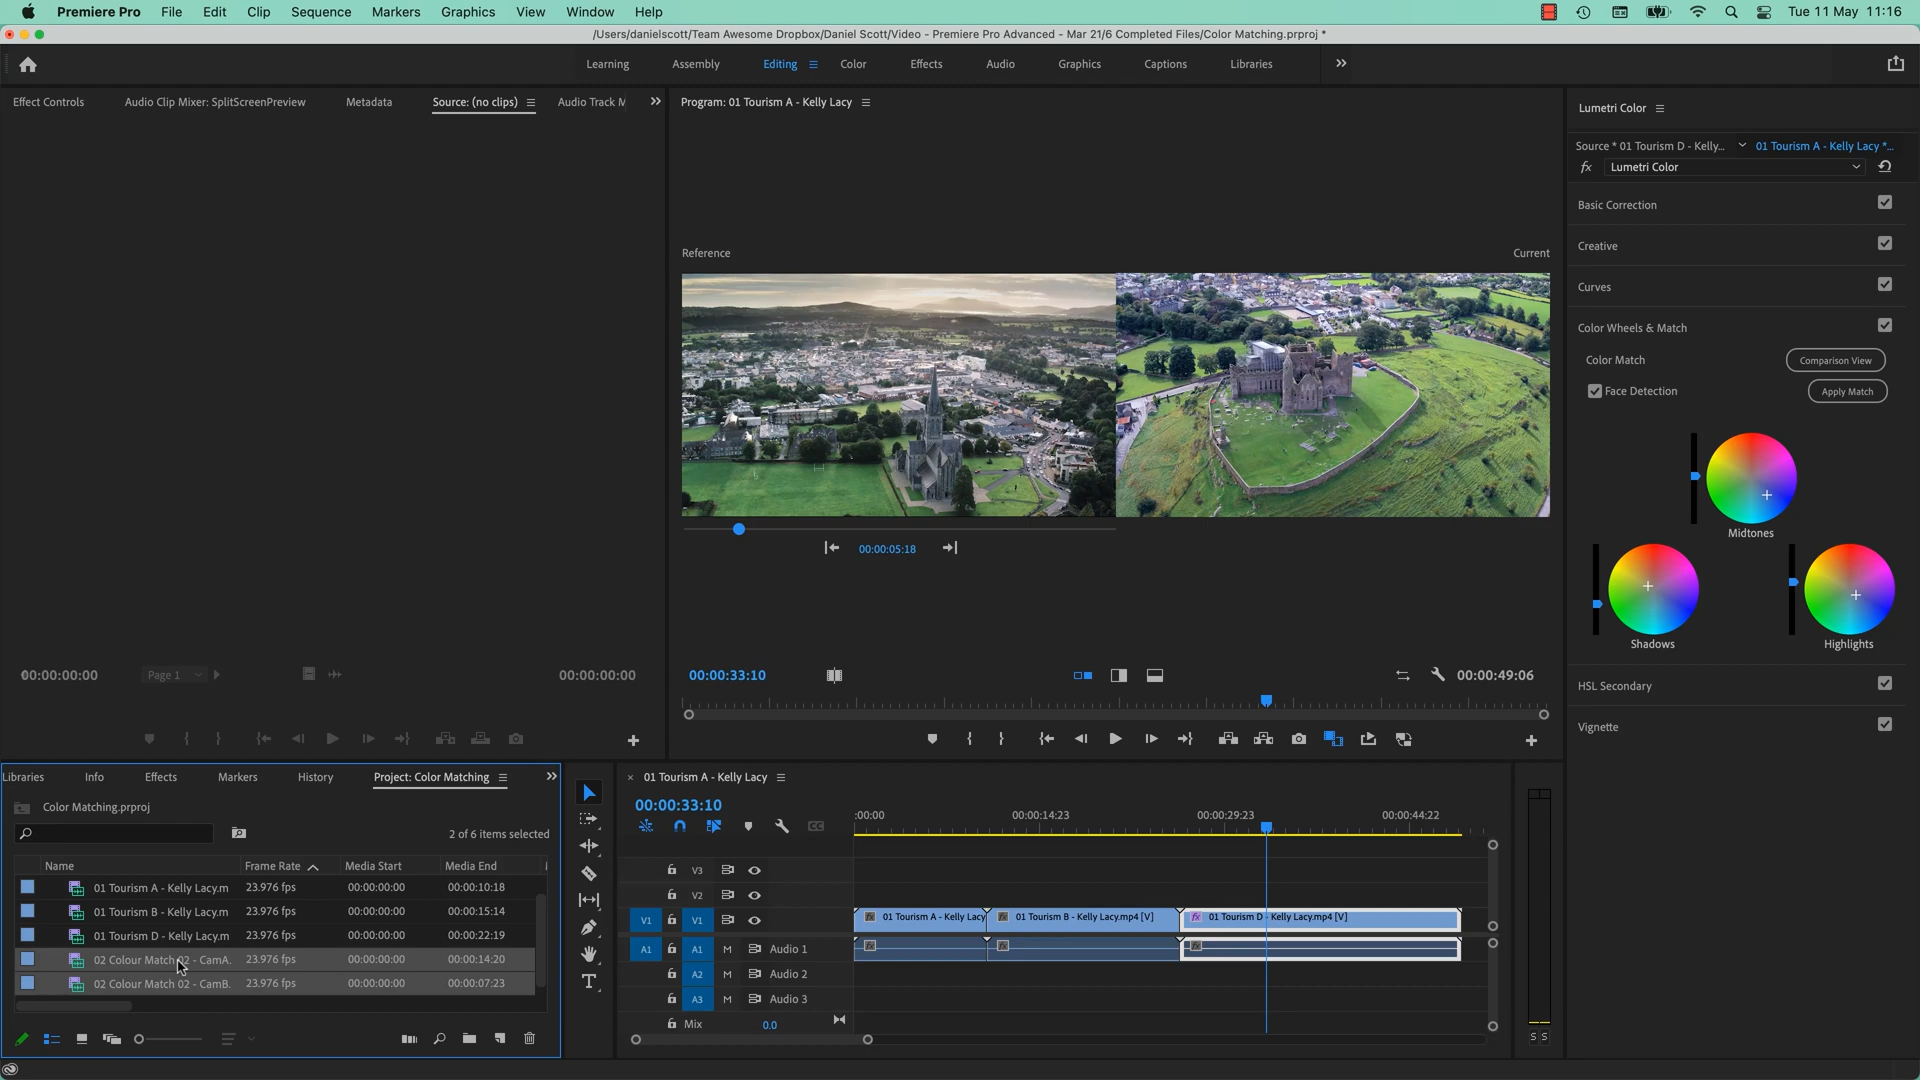 Premiere Pro File Edit Clip Sequence Markers Graphics View Window Help Tue 11 May 11:16
/Users/danielscott/Team Awesome Dropbox/Daniel Scott/Video - Premiere Pro Advanced - Mar 21/6 Completed Files/Color Matching.prproj *
Learning Assembly Editing Color Effects Audio Graphics Captions Libraries
Effect Controls Audio Clip Mixer: SplitScreenPreview Metadata Source: (no clips) Audio Track M
Program: 01 Tourism A - Kelly Lacy
Reference Current
00:00:05:18
00:00:00:00 Page 1 00:00:00:00
00:00:33:10 00:00:49:06
Lumetri Color
Source * 01 Tourism D - Kelly... 01 Tourism A - Kelly Lacy *...
fx Lumetri Color
Basic Correction
Creative
Curves
Color Wheels & Match
Color Match Comparison View
Face Detection Apply Match
Midtones
Shadows Highlights
HSL Secondary
Vignette
Libraries Info Effects Markers History Project: Color Matching
Color Matching.prproj
2 of 6 items selected
Name Frame Rate Media Start Media End
01 Tourism A - Kelly Lacy.m 23.976 fps 00:00:00:00 00:00:10:18
01 Tourism B - Kelly Lacy.m 23.976 fps 00:00:00:00 00:00:15:14
01 Tourism D - Kelly Lacy.m 23.976 fps 00:00:00:00 00:00:22:19
02 Colour Match 02 - CamA. 23.976 fps 00:00:00:00 00:00:14:20
02 Colour Match 02 - CamB. 23.976 fps 00:00:00:00 00:00:07:23
× 01 Tourism A - Kelly Lacy
00:00:33:10
:00:00 00:00:14:23 00:00:29:23 00:00:44:22
V3
V2
V1 V1 fx 01 Tourism A - Kelly Lacy fx 01 Tourism B - Kelly Lacy.mp4 [V] fx 01 Tourism D - Kelly Lacy.mp4 [V]
A1 A1 M Audio 1 fx fx fx
A2 M Audio 2
A3 M Audio 3
Mix 0.0
S S